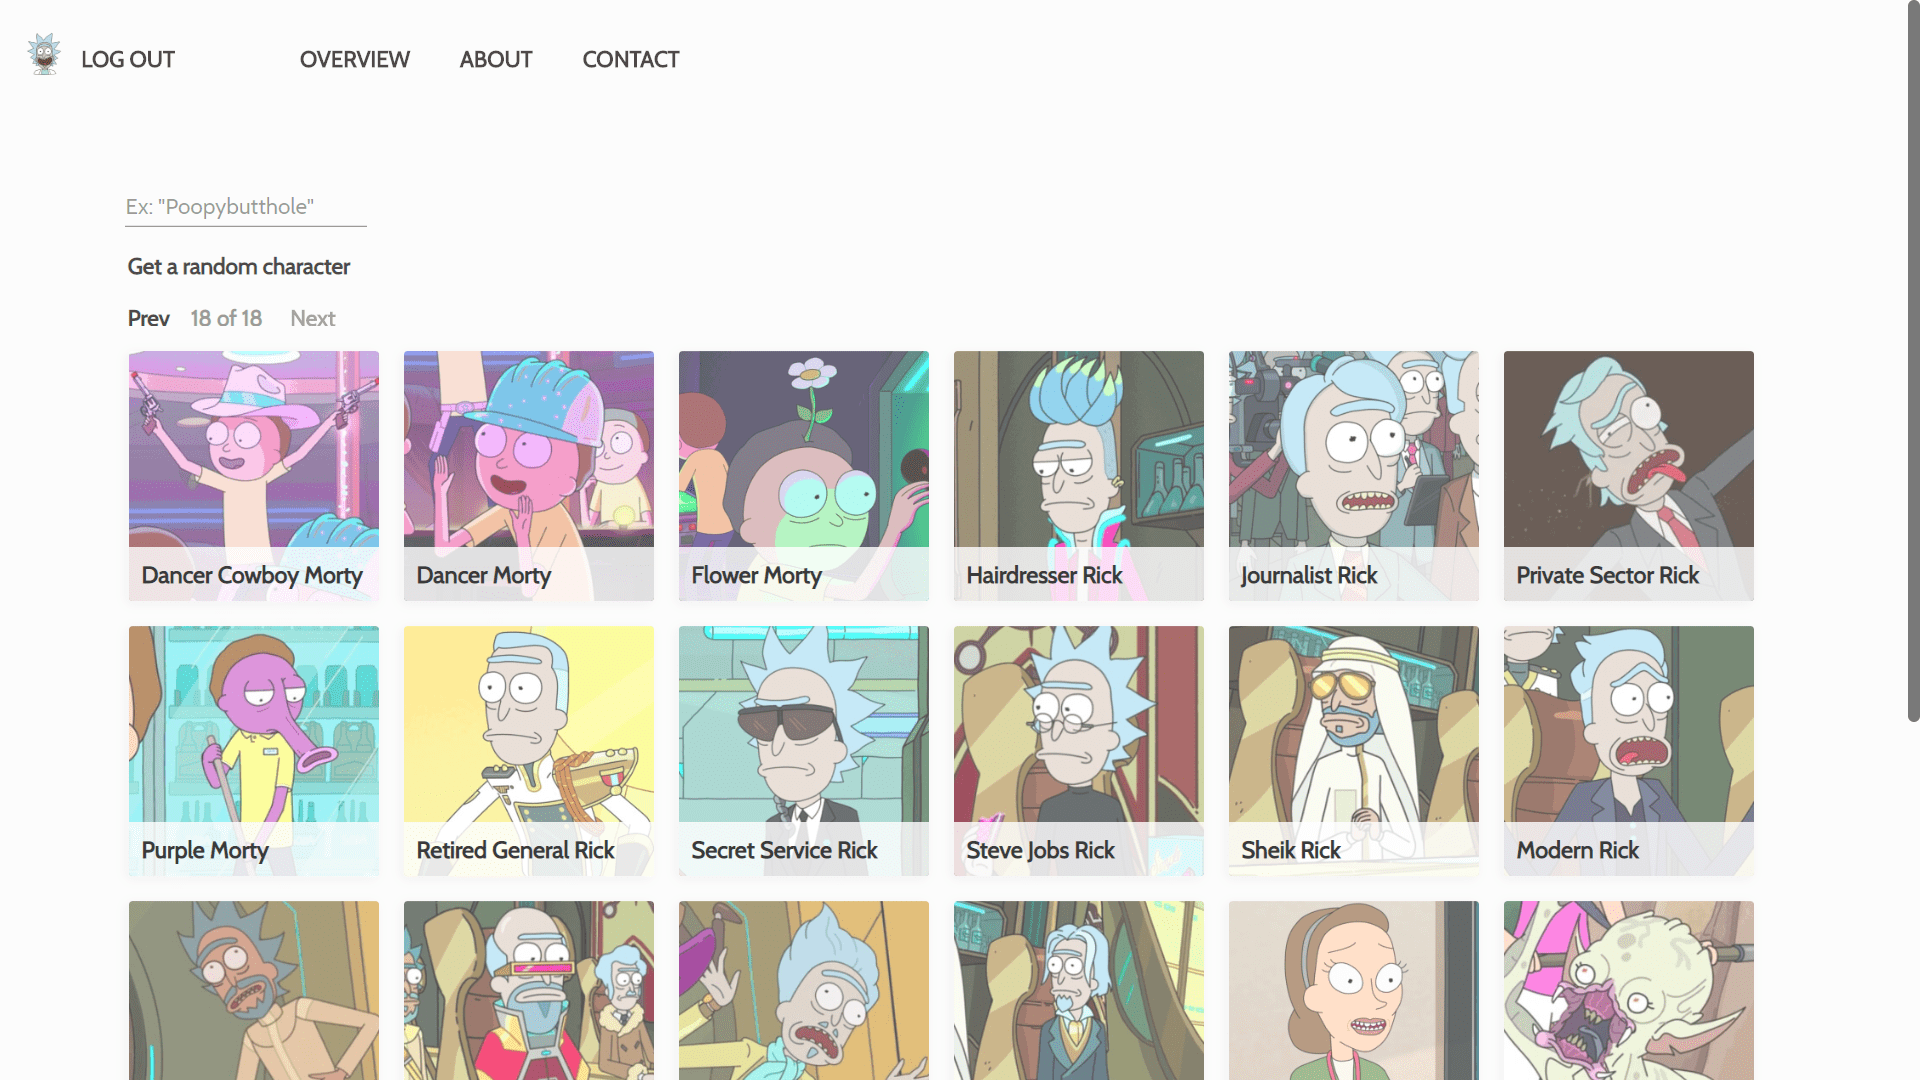 LOG OUT OVERVIEW ABOUT CONTACT
Ex: "Poopybutthole"
Get a random character
Prev 18 of 18 Next
Dancer Cowboy Morty Dancer Morty Flower Morty Hairdresser Rick Journalist Rick Private Sector Rick
Purple Morty Retired General Rick Secret Service Rick Steve Jobs Rick Sheik Rick Modern Rick